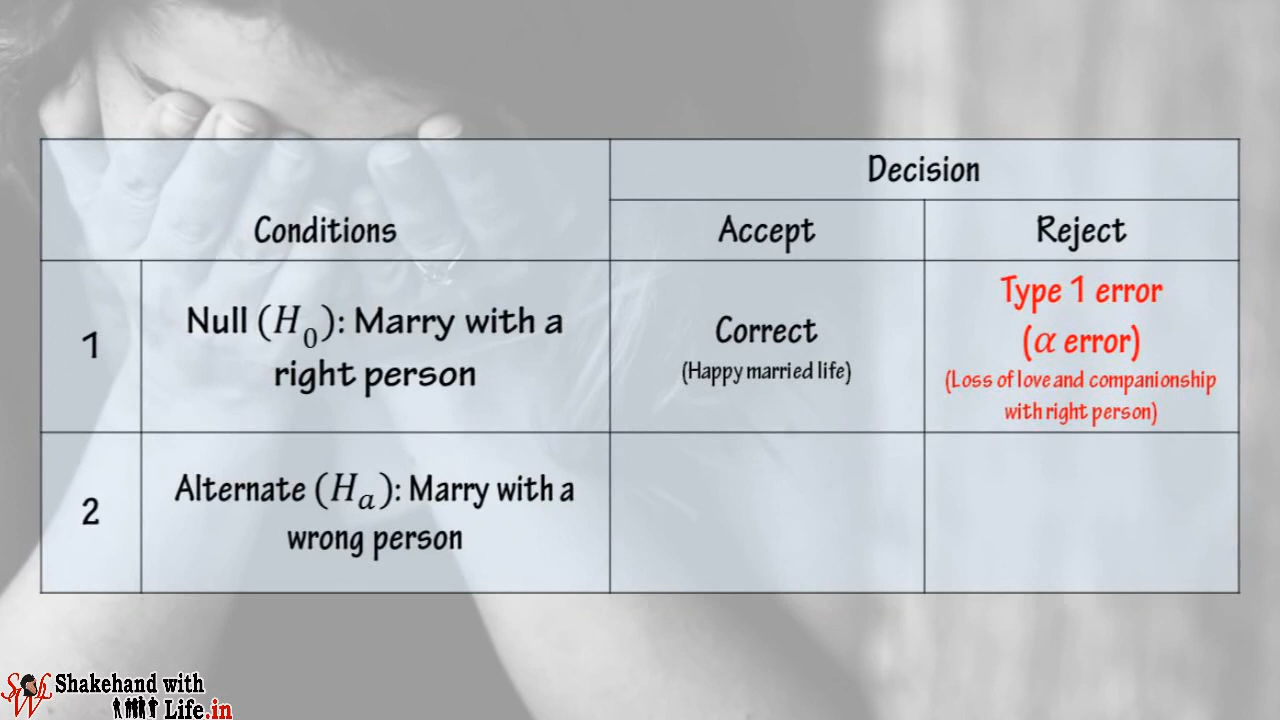 Decision
Conditions
Accept
Reject
1
Null (H₀): Marry with a
right person
Correct
(Happy married life)
Type 1 error
(α error)
(Loss of love and companionship
with right person)
2
Alternate (Hₐ): Marry with a
wrong person
SWL
Shakehand with
Life.in